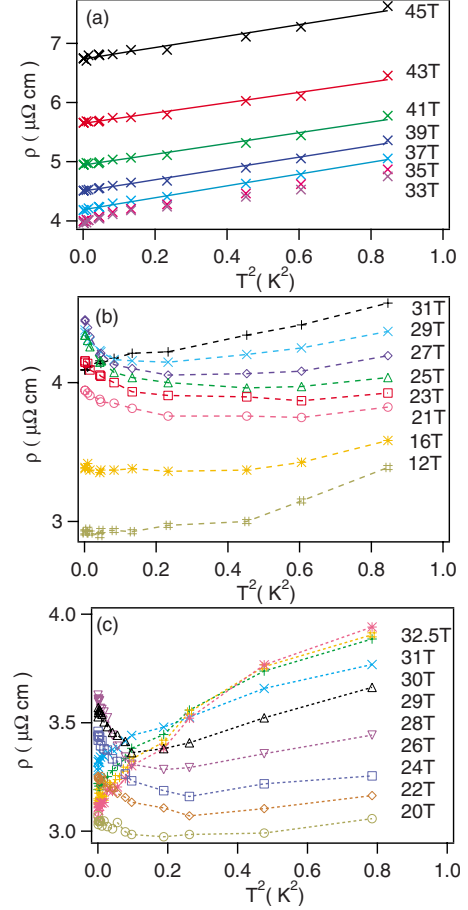 (a)
45T
43T
41T
39T
37T
35T
33T
7
6
5
4
ρ ( μΩ cm)
0.0 0.2 0.4 0.6 0.8 1.0
T²( K²)
(b)
31T
29T
27T
25T
23T
21T
16T
12T
4
3
ρ ( μΩ cm)
0.0 0.2 0.4 0.6 0.8 1.0
T²( K²)
(c)
32.5T
31T
30T
29T
28T
26T
24T
22T
20T
4.0
3.5
3.0
ρ ( μΩ cm)
0.0 0.2 0.4 0.6 0.8 1.0
T²( K²)